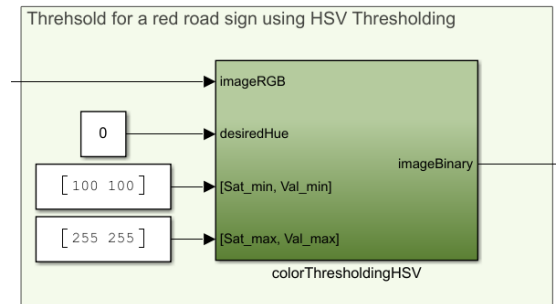 Threhsold for a red road sign using HSV Thresholding
imageRGB
0
desiredHue
imageBinary
[ 100 100 ]
[Sat_min, Val_min]
[ 255 255 ]
[Sat_max, Val_max]
colorThresholdingHSV